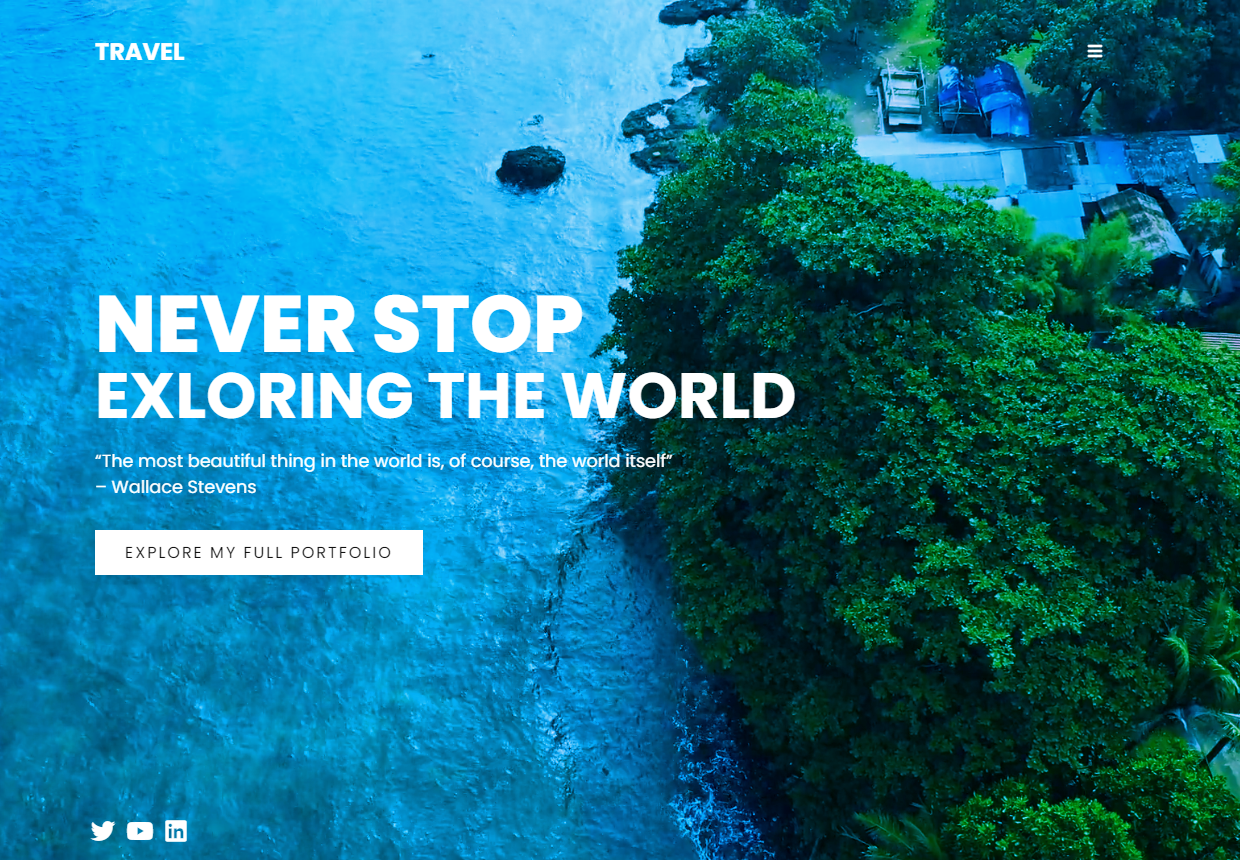 TRAVEL
NEVER STOP
EXLORING THE WORLD
“The most beautiful thing in the world is, of course, the world itself”
– Wallace Stevens
EXPLORE MY FULL PORTFOLIO